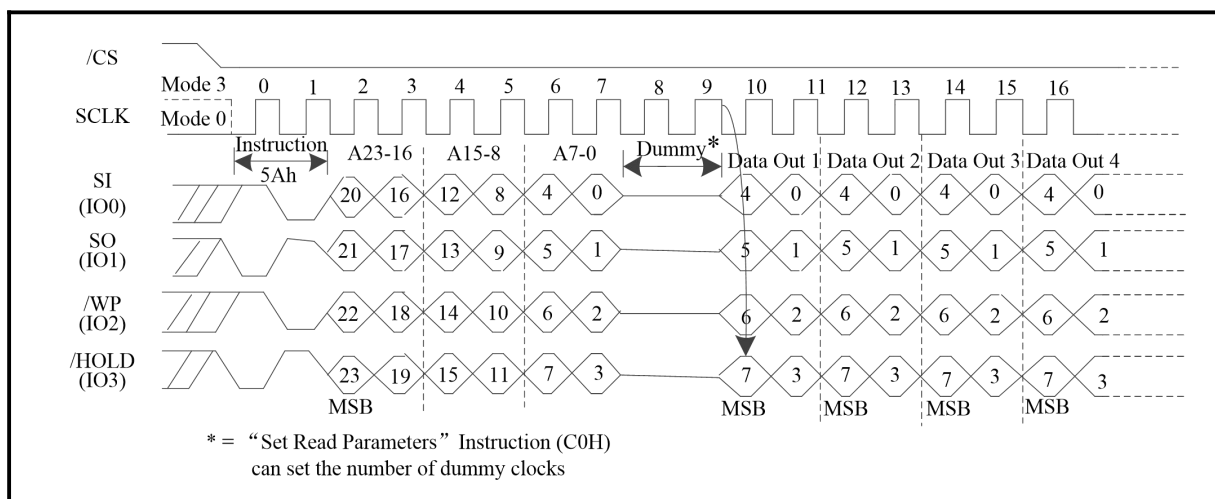 /CS
Mode 3 0 1 2 3 4 5 6 7 8 9 10 11 12 13 14 15 16
SCLK Mode 0
Instruction A23-16 A15-8 A7-0 Dummy* Data Out 1 Data Out 2 Data Out 3 Data Out 4
5Ah
SI
(IO0) 20 16 12 8 4 0 4 0 4 0 4 0 4 0
SO
(IO1) 21 17 13 9 5 1 5 1 5 1 5 1 5 1
/WP
(IO2) 22 18 14 10 6 2 6 2 6 2 6 2 6 2
/HOLD
(IO3) 23 19 15 11 7 3 7 3 7 3 7 3 7 3
MSB MSB MSB MSB MSB
* = “Set Read Parameters” Instruction (C0H)
can set the number of dummy clocks